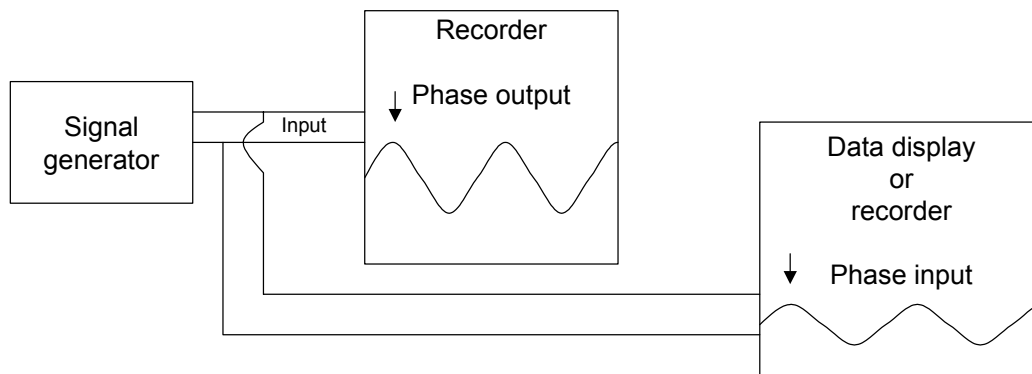 Recorder
Phase output
Signal
generator
Input
Data display
or
recorder
Phase input